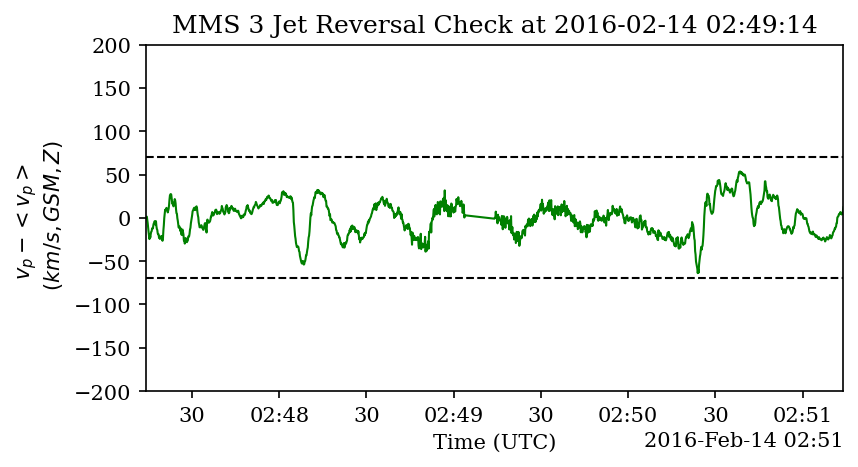 MMS 3 Jet Reversal Check at 2016-02-14 02:49:14
v_p − < v_p >
(km/s, GSM, Z)
200
150
100
50
0
−50
−100
−150
−200
30 02:48 30 02:49 30 02:50 30 02:51
Time (UTC)
2016-Feb-14 02:51